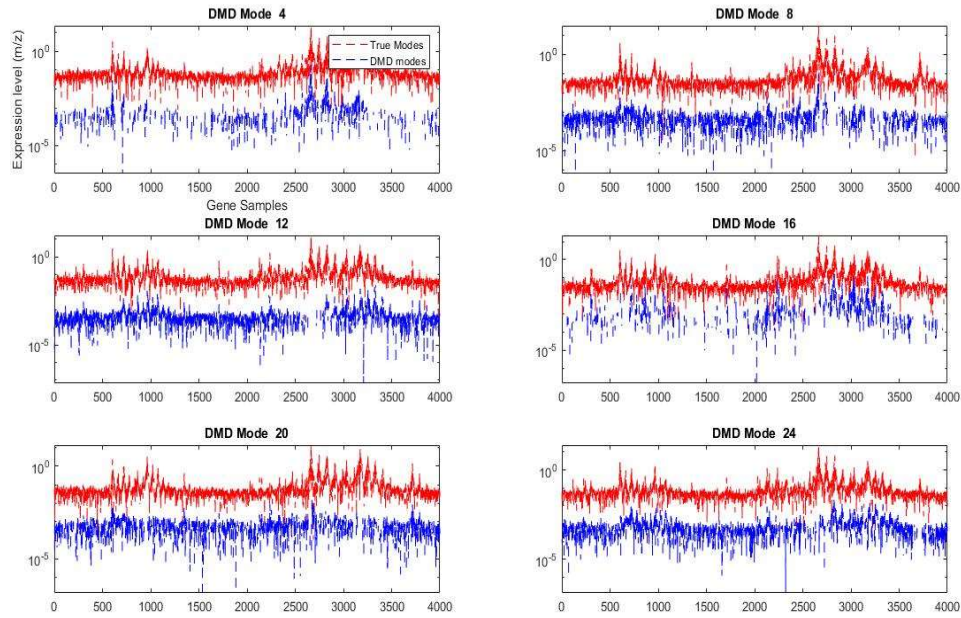 DMD Mode 4
True Modes
DMD modes
Expression level (m/z)
10^0
10^-5
0 500 1000 1500 2000 2500 3000 3500 4000
Gene Samples
DMD Mode 8
10^0
10^-5
0 500 1000 1500 2000 2500 3000 3500 4000
DMD Mode 12
10^0
10^-5
0 500 1000 1500 2000 2500 3000 3500 4000
DMD Mode 16
10^0
10^-5
0 500 1000 1500 2000 2500 3000 3500 4000
DMD Mode 20
10^0
10^-5
0 500 1000 1500 2000 2500 3000 3500 4000
DMD Mode 24
10^0
10^-5
0 500 1000 1500 2000 2500 3000 3500 4000